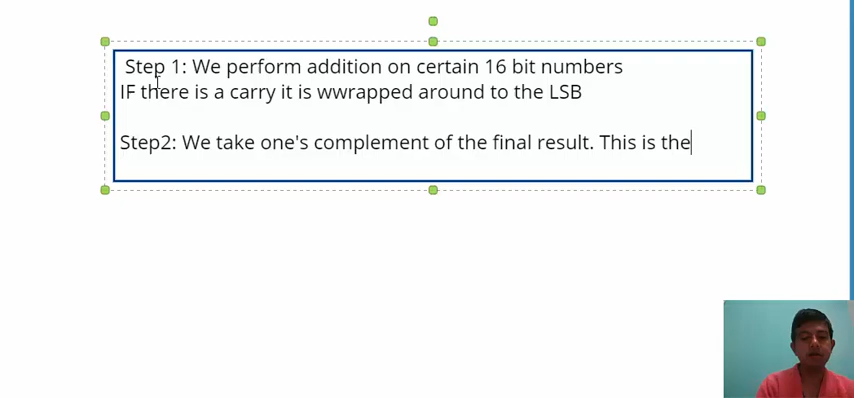 Step 1: We perform addition on certain 16 bit numbers
IF there is a carry it is wwrapped around to the LSB
Step2: We take one's complement of the final result. This is the